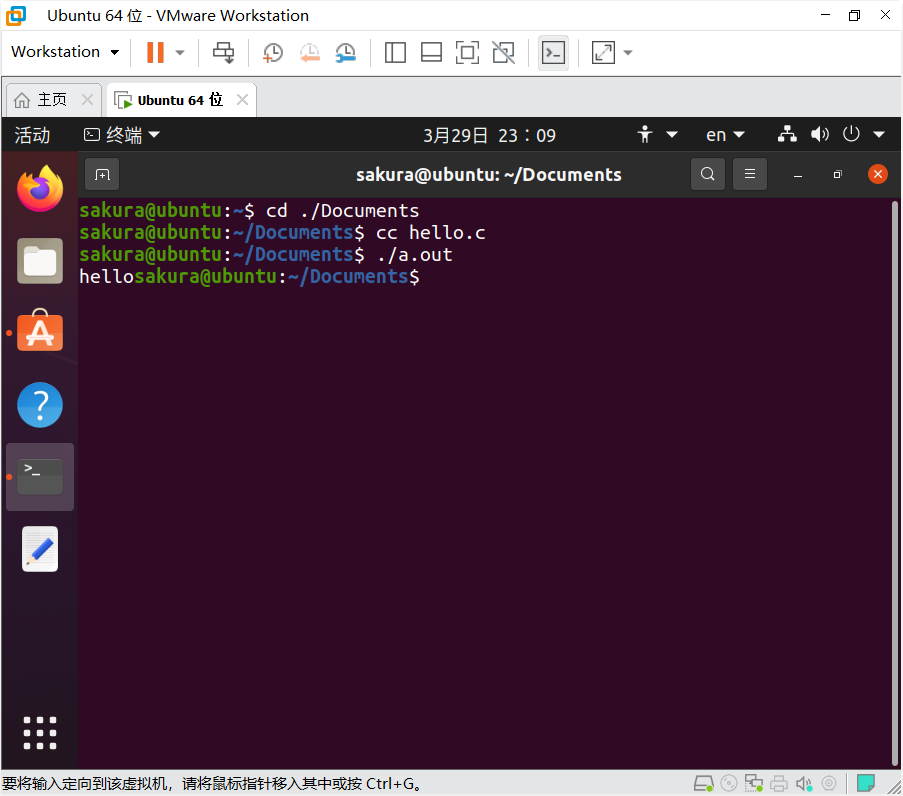 Ubuntu 64 位 - VMware Workstation
Workstation
主页
Ubuntu 64 位
活动
终端
3月29日 23：09
en
sakura@ubuntu: ~/Documents
sakura@ubuntu:~$ cd ./Documents
sakura@ubuntu:~/Documents$ cc hello.c
sakura@ubuntu:~/Documents$ ./a.out
hellosakura@ubuntu:~/Documents$
要将输入定向到该虚拟机，请将鼠标指针移入其中或按 Ctrl+G。